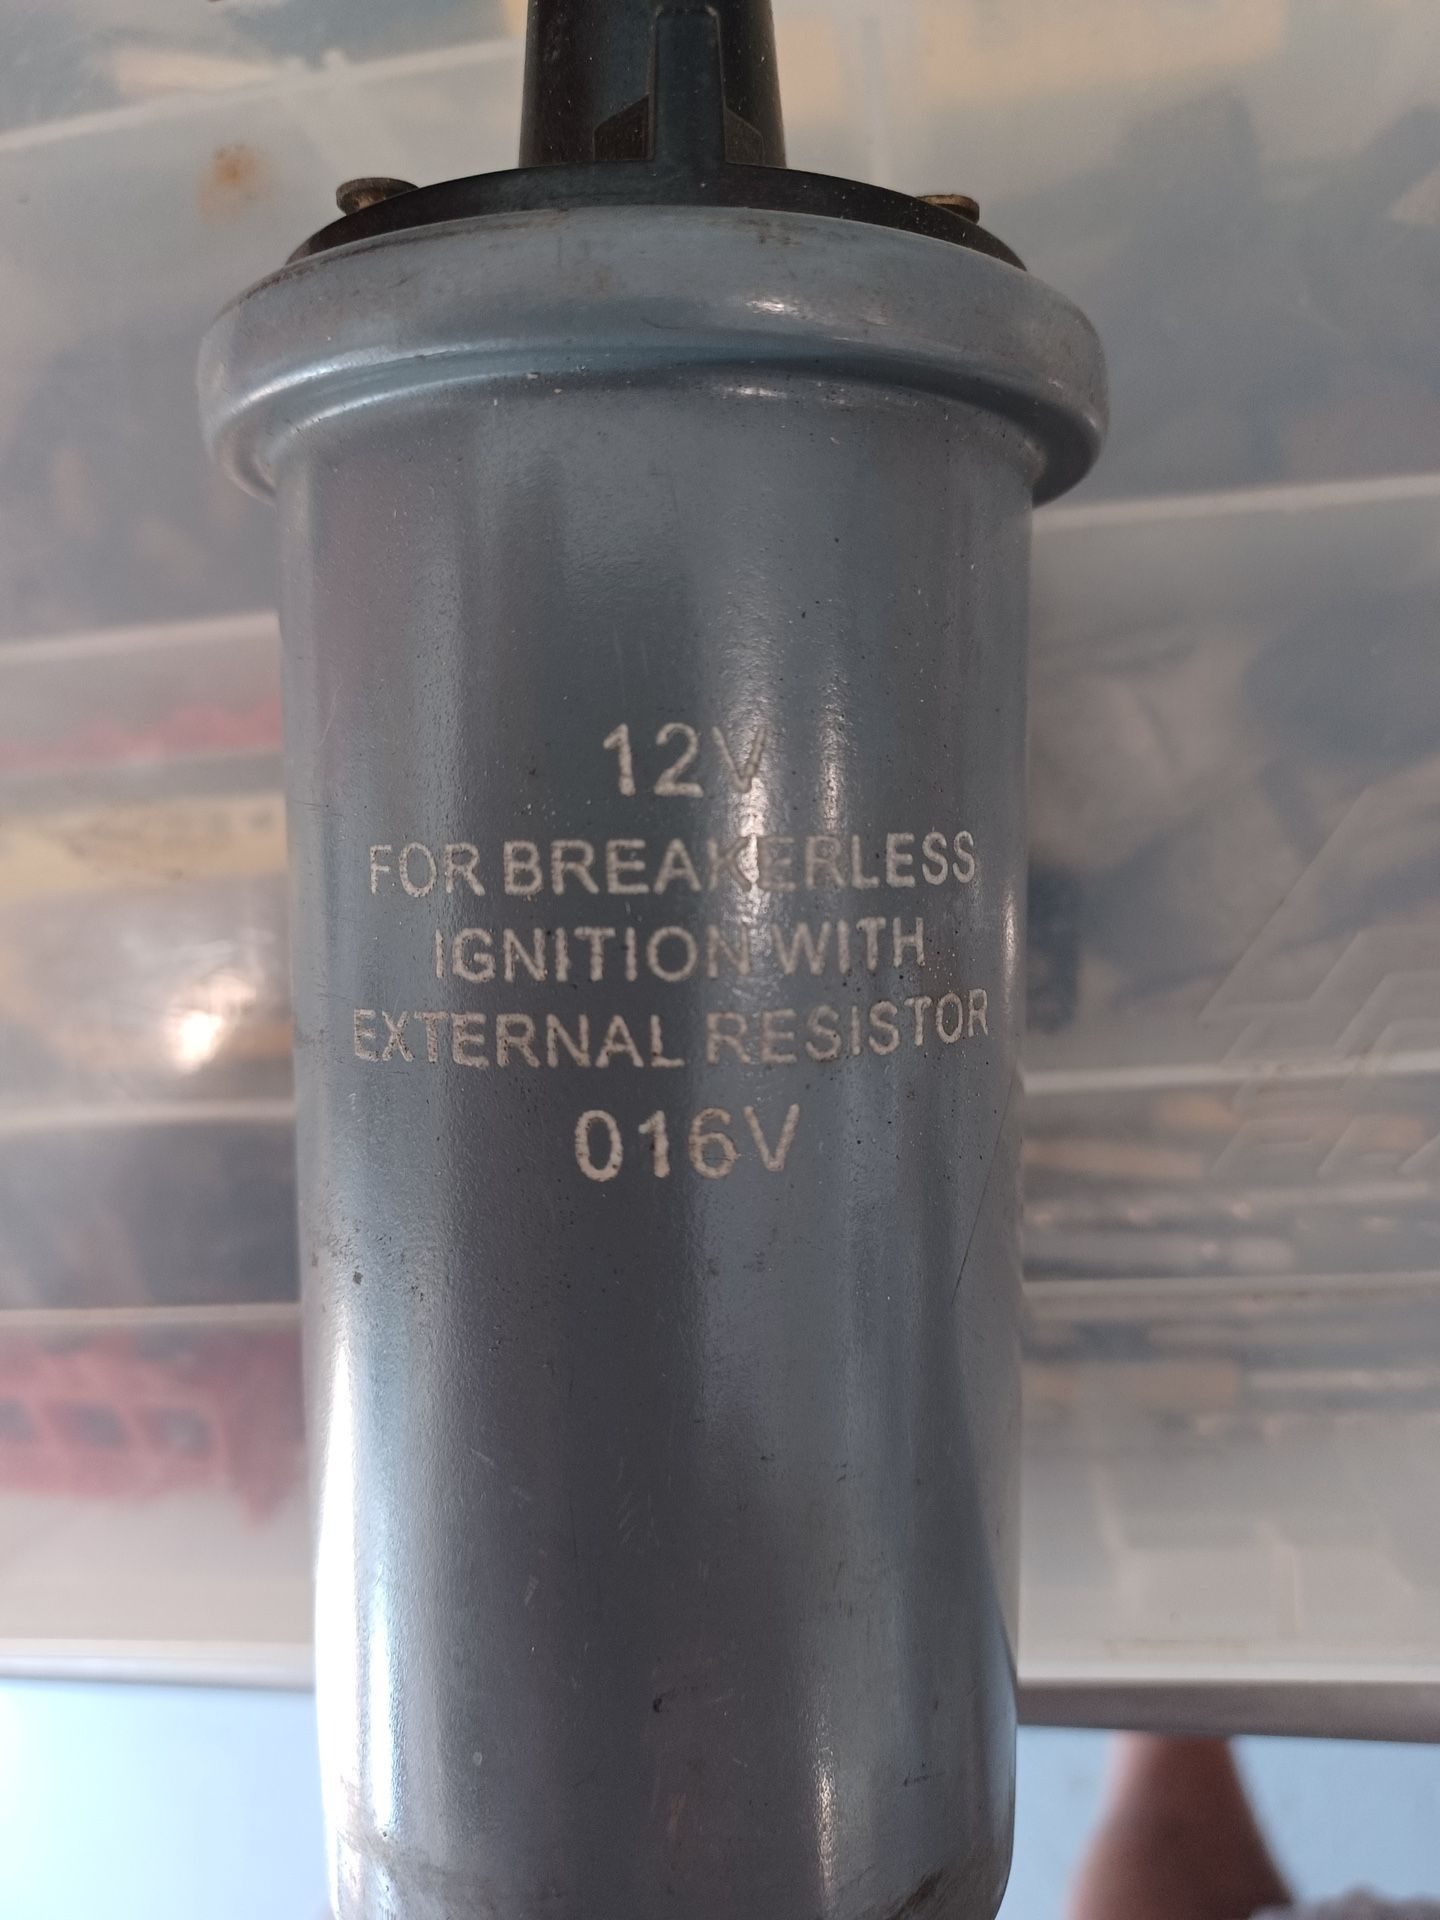 12V
FOR BREAKERLESS
IGNITION WITH
EXTERNAL RESISTOR
016V